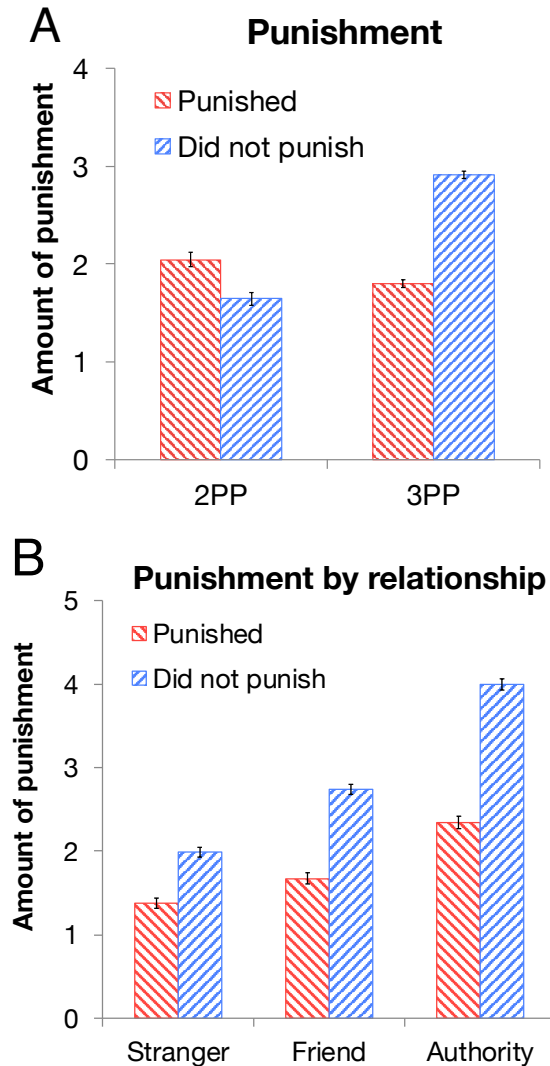 A
Punishment
4
3
2
1
0
Amount of punishment
Punished
Did not punish
2PP
3PP
B
Punishment by relationship
5
4
3
2
1
0
Amount of punishment
Punished
Did not punish
Stranger
Friend
Authority